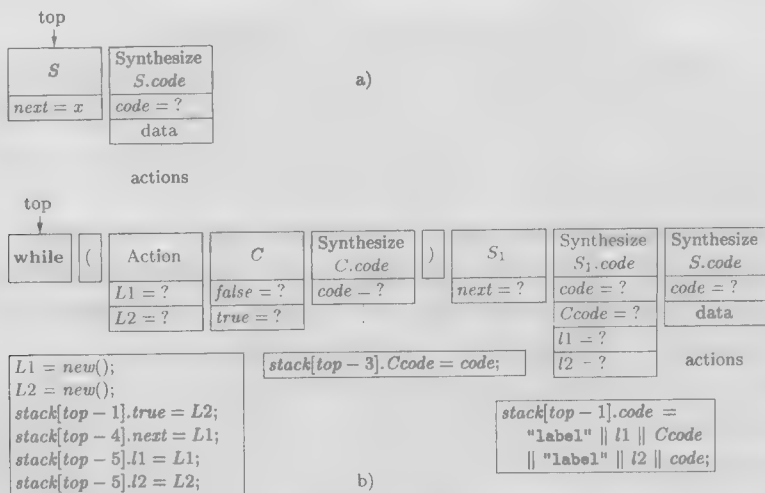 top
S
next = x
Synthesize
S.code
code = ?
data
a)
actions
top
while
(
Action
L1 = ?
L2 = ?
C
false = ?
true = ?
Synthesize
C.code
code = ?
)
S1
next = ?
Synthesize
S1.code
code = ?
Ccode = ?
l1 = ?
l2 = ?
Synthesize
S.code
code = ?
data
actions
L1 = new();
L2 = new();
stack[top − 1].true = L2;
stack[top − 4].next = L1;
stack[top − 5].l1 = L1;
stack[top − 5].l2 = L2;
stack[top − 3].Ccode = code;
stack[top − 1].code =
"label" || l1 || Ccode
|| "label" || l2 || code;
b)